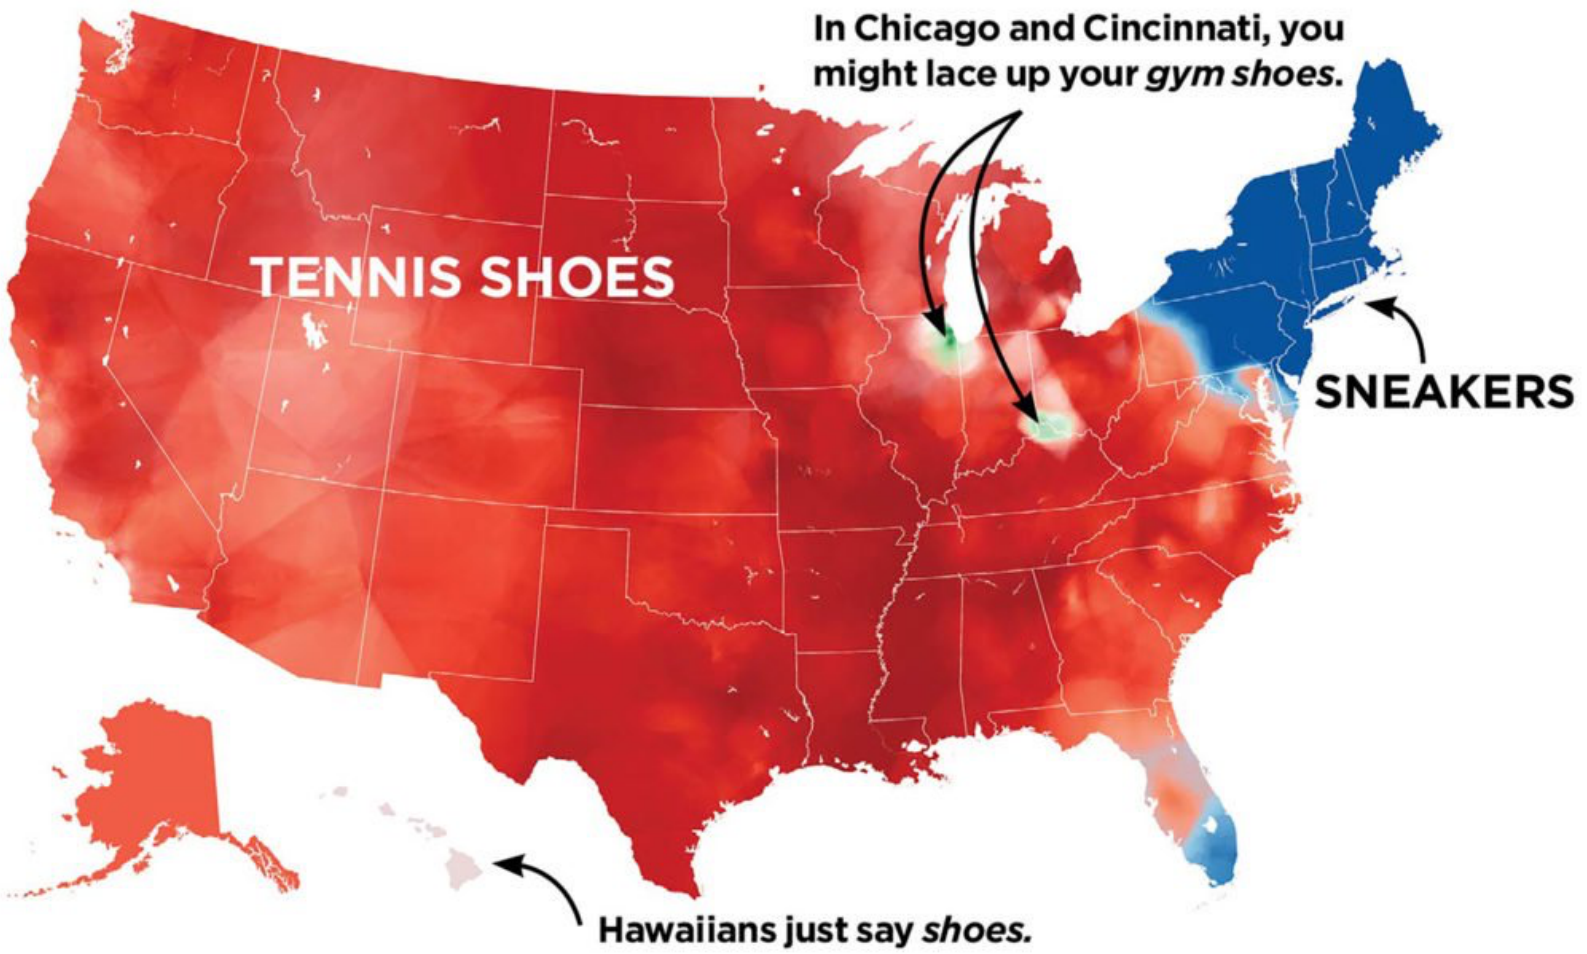 In Chicago and Cincinnati, you
might lace up your gym shoes.
TENNIS SHOES
SNEAKERS
Hawaiians just say shoes.